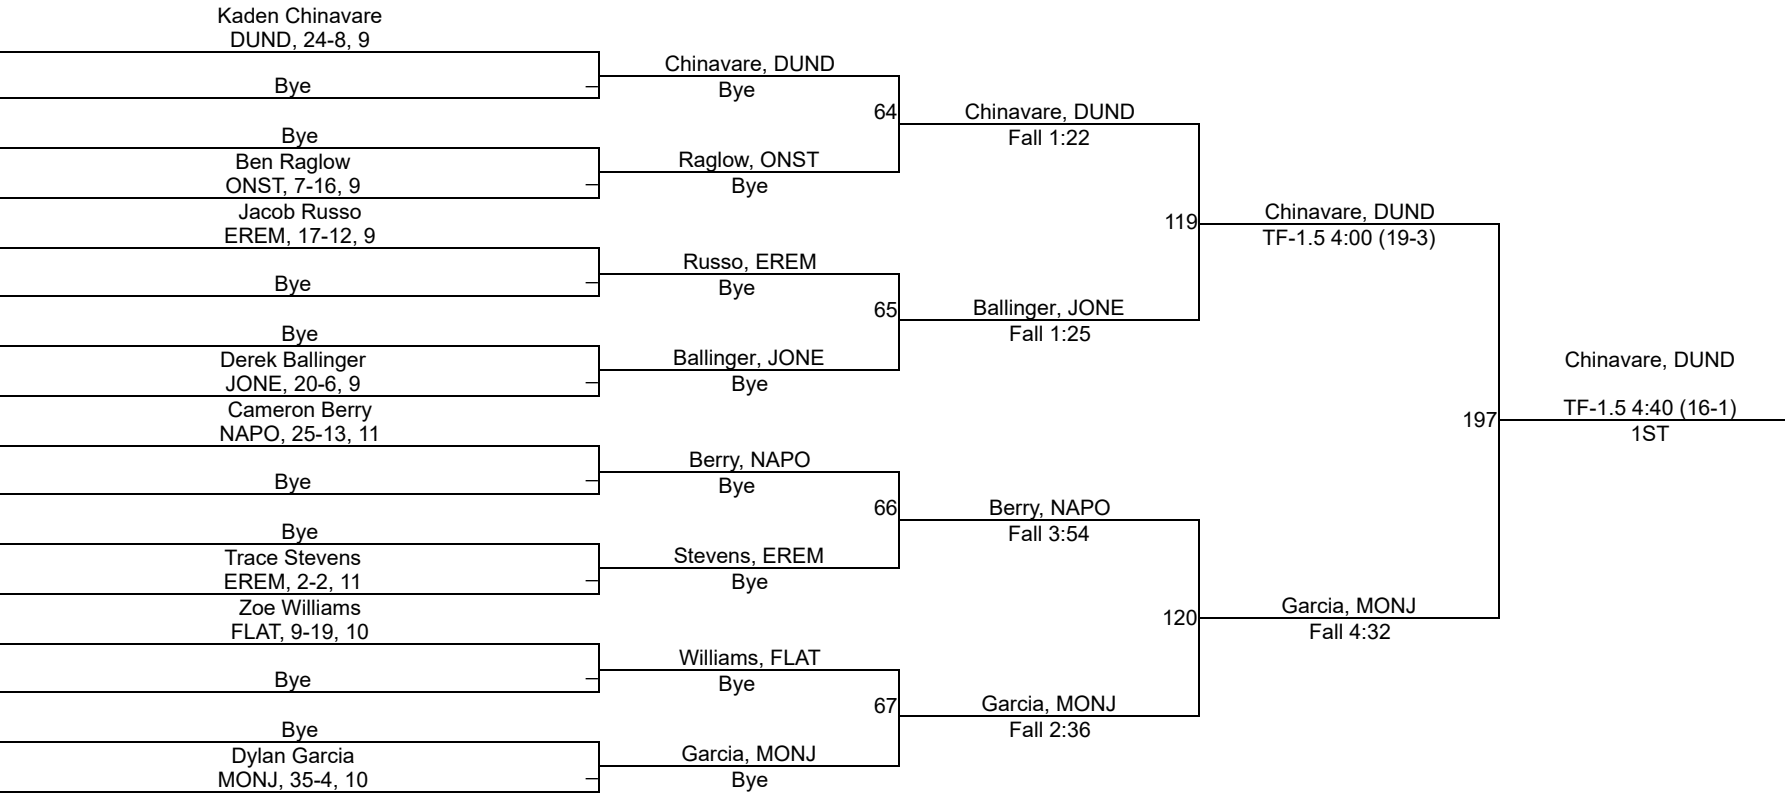 Kaden Chinavare
DUND, 24-8, 9
Bye
Bye
Ben Raglow
ONST, 7-16, 9
Jacob Russo
EREM, 17-12, 9
Bye
Bye
Derek Ballinger
JONE, 20-6, 9
Cameron Berry
NAPO, 25-13, 11
Bye
Bye
Trace Stevens
EREM, 2-2, 11
Zoe Williams
FLAT, 9-19, 10
Bye
Bye
Dylan Garcia
MONJ, 35-4, 10
Chinavare, DUND
Bye
64
Raglow, ONST
Bye
Russo, EREM
Bye
65
Ballinger, JONE
Bye
Berry, NAPO
Bye
66
Stevens, EREM
Bye
Williams, FLAT
Bye
67
Garcia, MONJ
Bye
Chinavare, DUND
Fall 1:22
119
Ballinger, JONE
Fall 1:25
Berry, NAPO
Fall 3:54
120
Garcia, MONJ
Fall 2:36
Chinavare, DUND
TF-1.5 4:00 (19-3)
197
Garcia, MONJ
Fall 4:32
Chinavare, DUND
TF-1.5 4:40 (16-1)
1ST